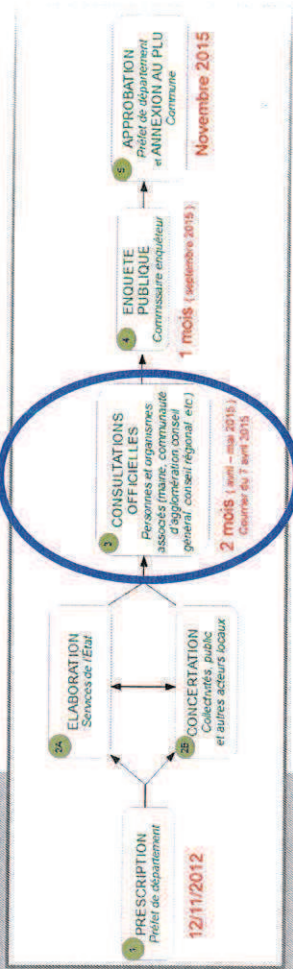 1
PRESCRIPTION
Préfet de département
12/11/2012
2A
ELABORATION
Services de l'Etat
2B
CONCERTATION
Collectivités, public
et autres acteurs locaux
3
CONSULTATIONS
OFFICIELLES
Personnes et organismes
associés (mairie, communauté
d'agglomération conseil
général conseil régional, etc.)
2 mois ( avril – mai 2015 )
Courrier du 7 avril 2015
4
ENQUETE
PUBLIQUE
Commissaire enquêteur
1 mois ( septembre 2015 )
5
APPROBATION
Préfet de département
et ANNEXION AU PLU
Commune
Novembre 2015